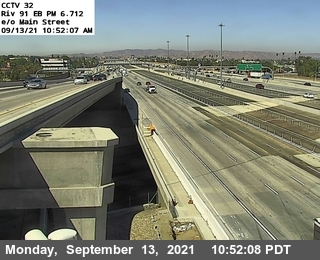 CCTV 32
Riv 91 EB PM 6.712
e/o Main Street
09/13/21 10:52:07 AM
Monday, September 13, 2021 10:52:08 PDT